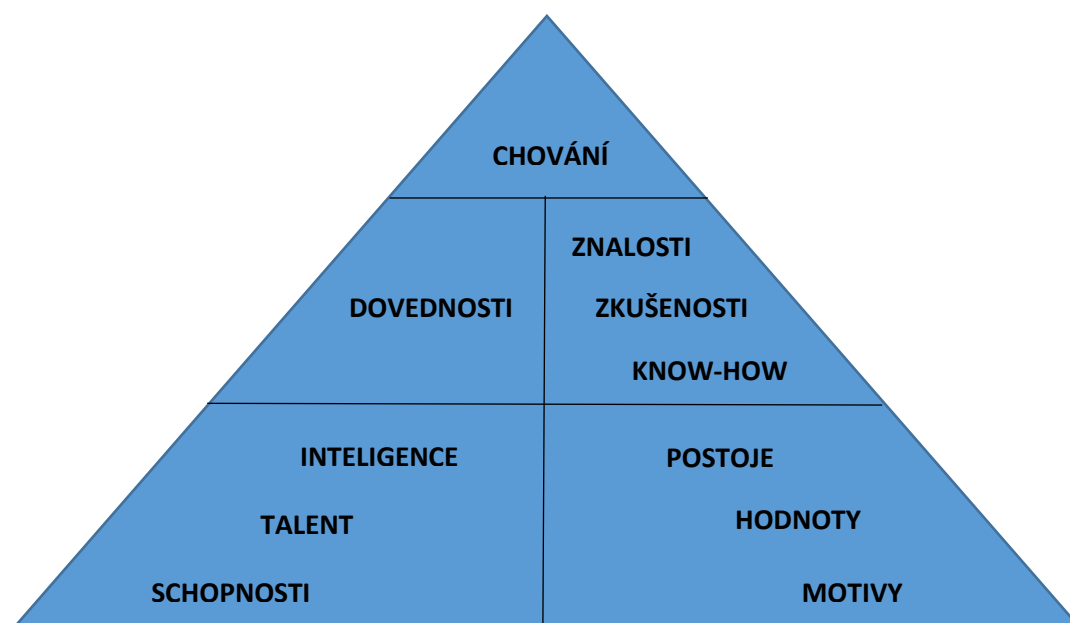 CHOVÁNÍ
DOVEDNOSTI
ZNALOSTI
ZKUŠENOSTI
KNOW-HOW
INTELIGENCE
TALENT
SCHOPNOSTI
POSTOJE
HODNOTY
MOTIVY